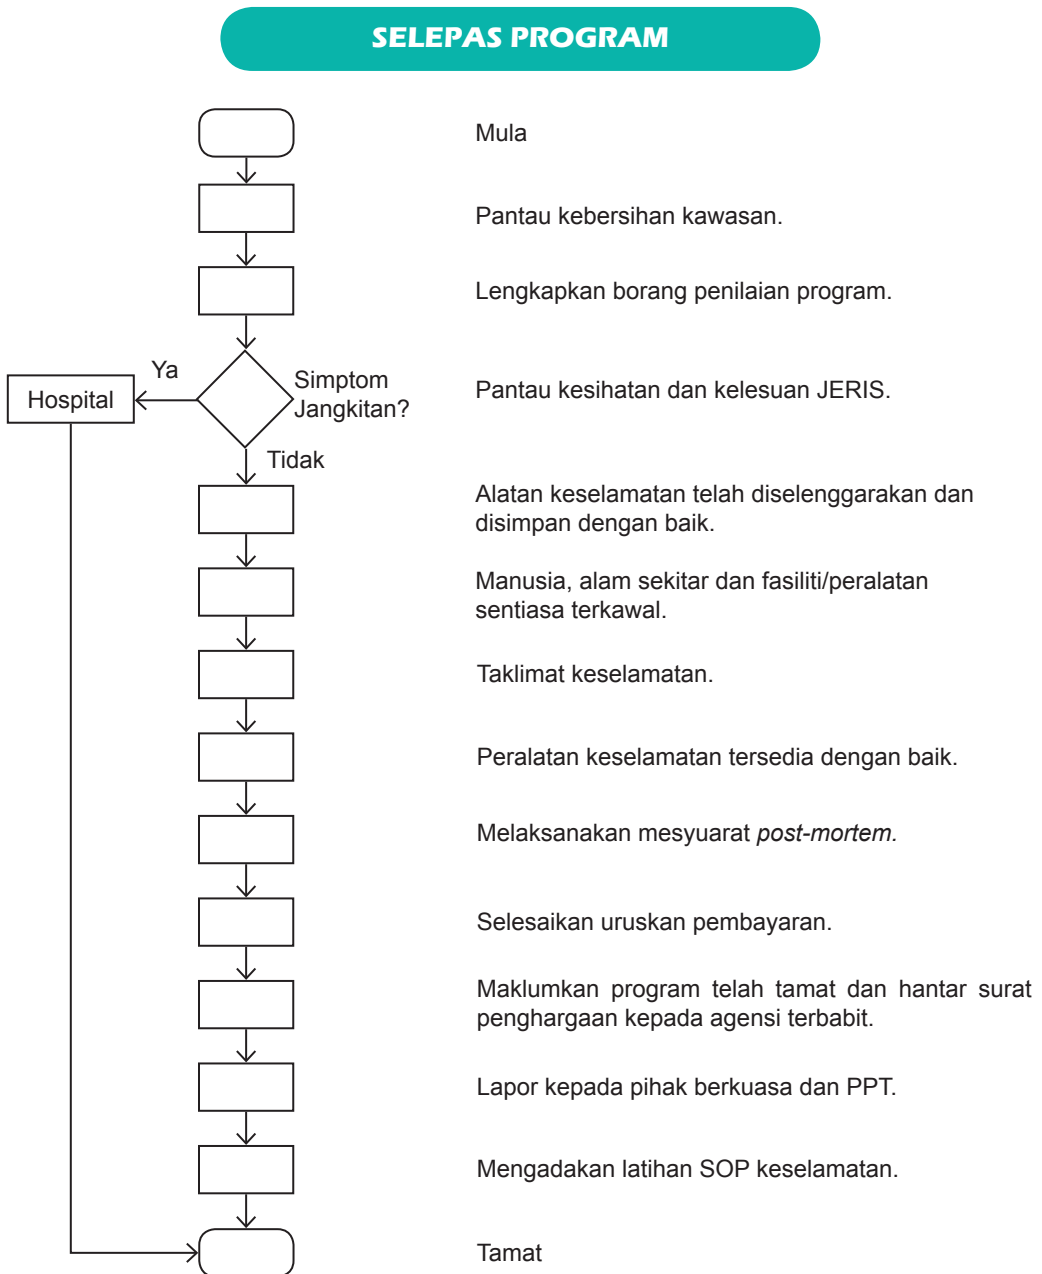 SELEPAS PROGRAM
Mula
Pantau kebersihan kawasan.
Lengkapkan borang penilaian program.
Ya
Hospital
Simptom
Jangkitan?
Pantau kesihatan dan kelesuan JERIS.
Tidak
Alatan keselamatan telah diselenggarakan dan
disimpan dengan baik.
Manusia, alam sekitar dan fasiliti/peralatan
sentiasa terkawal.
Taklimat keselamatan.
Peralatan keselamatan tersedia dengan baik.
Melaksanakan mesyuarat post-mortem.
Selesaikan uruskan pembayaran.
Maklumkan program telah tamat dan hantar surat
penghargaan kepada agensi terbabit.
Lapor kepada pihak berkuasa dan PPT.
Mengadakan latihan SOP keselamatan.
Tamat